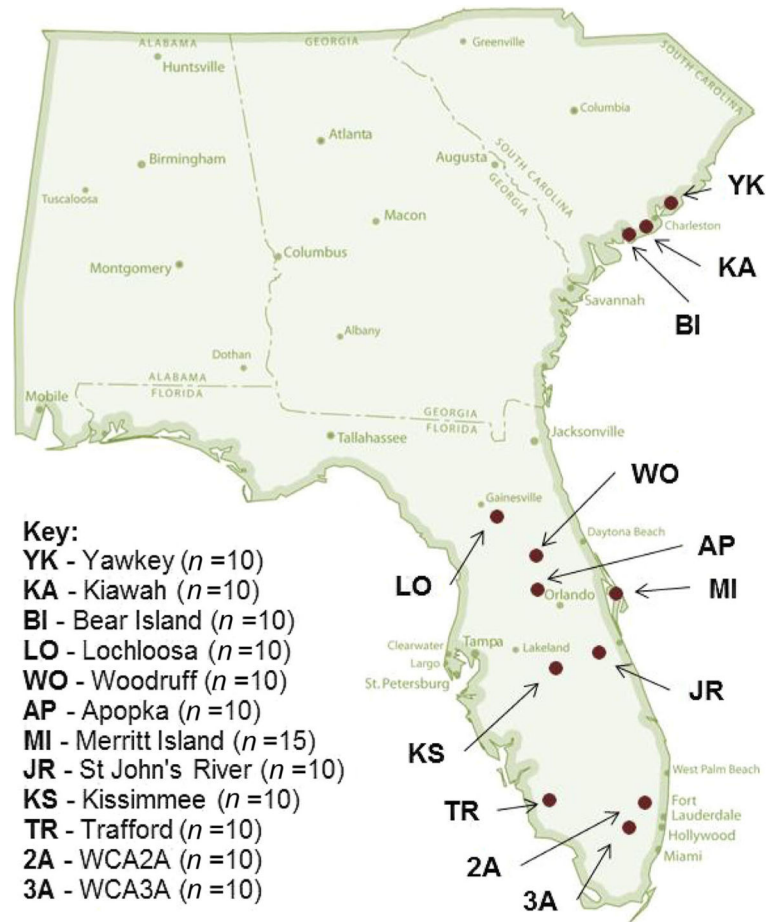 ALABAMA
GEORGIA
SOUTH CAROLINA
Greenville
Huntsville
Columbia
Atlanta
SOUTH CAROLINA
GEORGIA
Birmingham
Augusta
Tuscaloosa
YK
Macon
Charleston
KA
Columbus
Montgomery
Savannah
BI
Albany
Dothan
ALABAMA
FLORIDA
Mobile
GEORGIA
FLORIDA
Tallahassee
Jacksonville
WO
Gainesville
Daytona Beach
AP
LO
MI
Orlando
Clearwater
Tampa
Lakeland
Largo
St. Petersburg
JR
KS
West Palm Beach
TR
Fort
Lauderdale
Hollywood
Miami
2A
3A
Key:
YK - Yawkey (n =10)
KA - Kiawah (n =10)
BI - Bear Island (n =10)
LO - Lochloosa (n =10)
WO - Woodruff (n =10)
AP - Apopka (n =10)
MI - Merritt Island (n =15)
JR - St John's River (n =10)
KS - Kissimmee (n =10)
TR - Trafford (n =10)
2A - WCA2A (n =10)
3A - WCA3A (n =10)